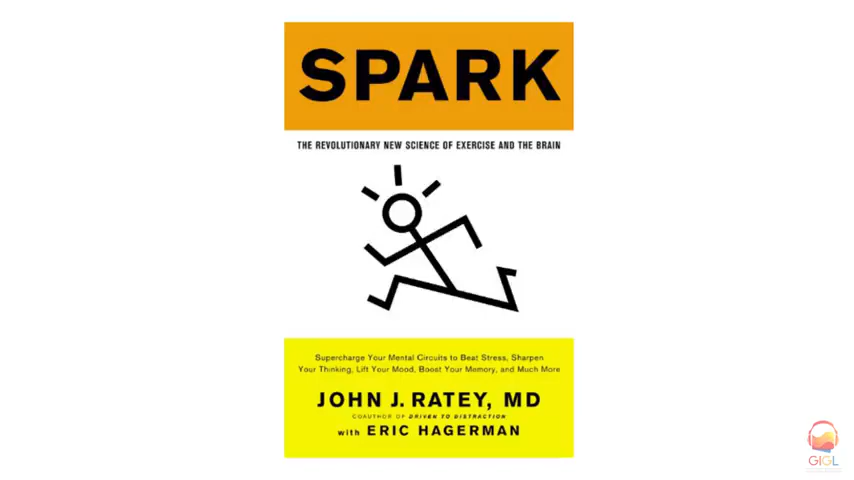 SPARK
THE REVOLUTIONARY NEW SCIENCE OF EXERCISE AND THE BRAIN
Supercharge Your Mental Circuits to Beat Stress, Sharpen
Your Thinking, Lift Your Mood, Boost Your Memory, and Much More
JOHN J. RATEY, MD
COAUTHOR OF DRIVEN TO DISTRACTION
with ERIC HAGERMAN
GIGL